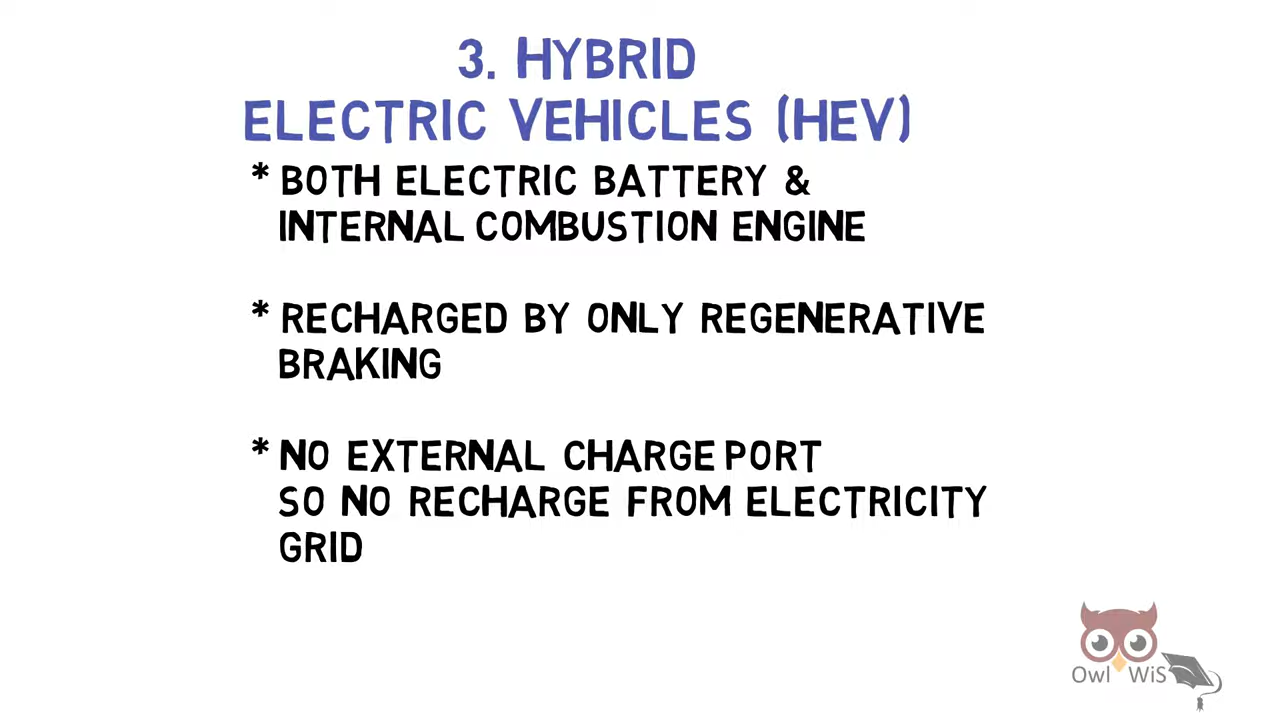 3. HYBRID
ELECTRIC VEHICLES (HEV)
* BOTH ELECTRIC BATTERY &
INTERNAL COMBUSTION ENGINE
* RECHARGED BY ONLY REGENERATIVE
BRAKING
* NO EXTERNAL CHARGE PORT
SO NO RECHARGE FROM ELECTRICITY
GRID
Owl WiS